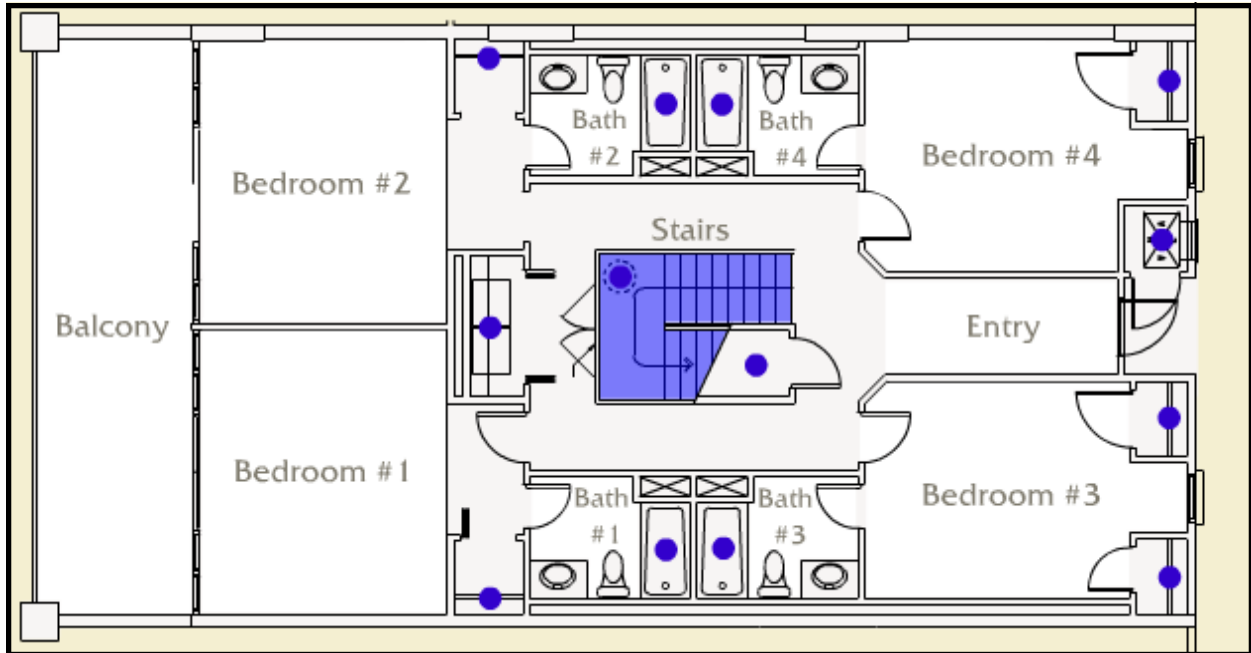 Bath
#2
Bath
#4
Bedroom #4
Bedroom #2
Stairs
Balcony
Entry
Bedroom #1
Bedroom #3
Bath
#1
Bath
#3